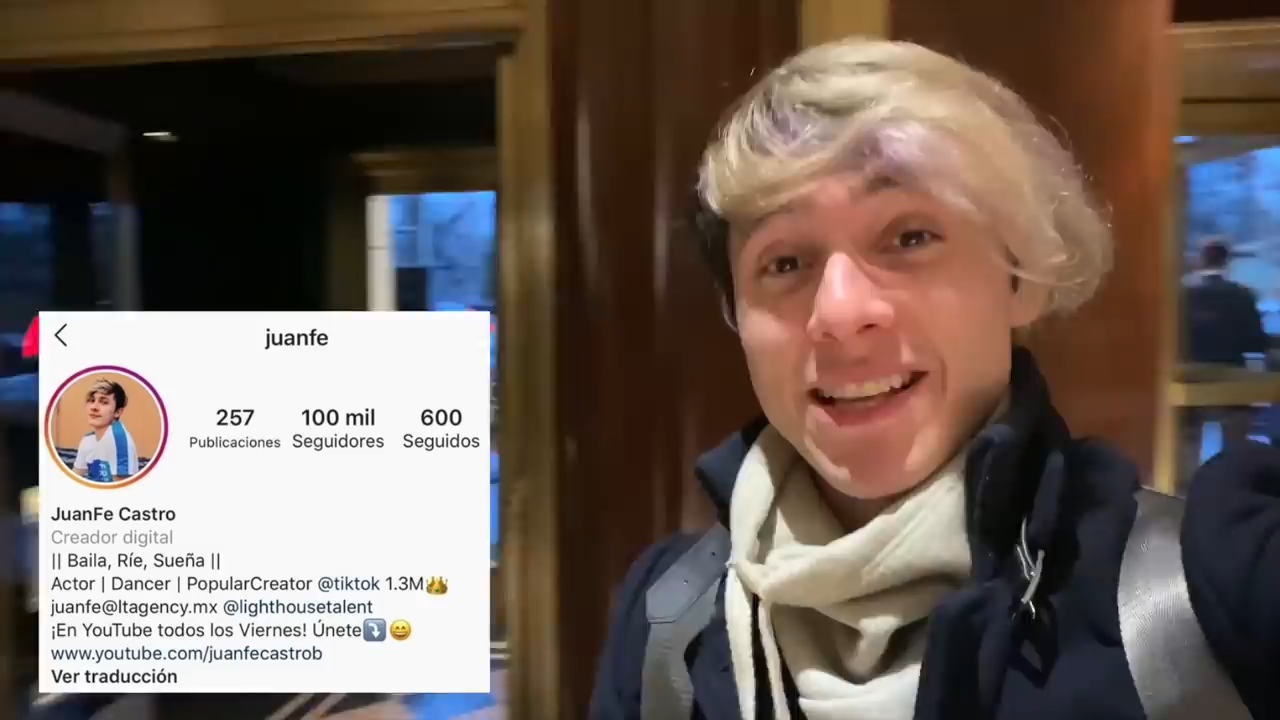 juanfe
257 100 mil 600
Publicaciones Seguidores Seguidos
JuanFe Castro
Creador digital
|| Baila, Ríe, Sueña ||
Actor | Dancer | PopularCreator @tiktok 1.3M👑
juanfe@ltagency.mx @lighthousetalent
¡En YouTube todos los Viernes! Únete⤵️😄
www.youtube.com/juanfecastrob
Ver traducción